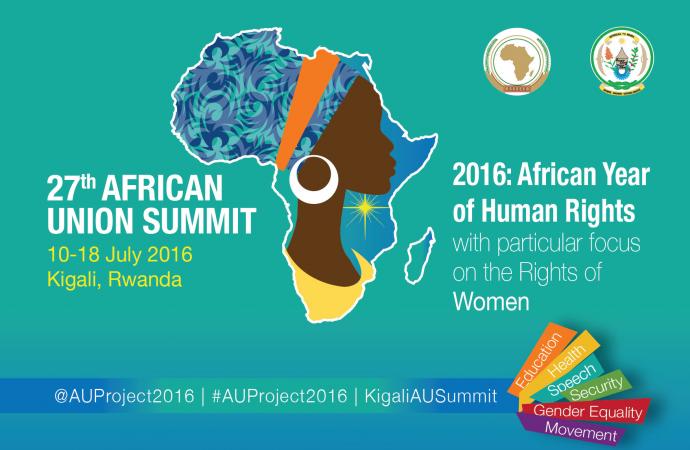 27th AFRICAN
UNION SUMMIT
10-18 July 2016
Kigali, Rwanda
2016: African Year
of Human Rights
with particular focus
on the Rights of
Women
Education
Health
Speech
Security
Gender Equality
Movement
@AUProject2016 | #AUProject2016 | KigaliAUSummit